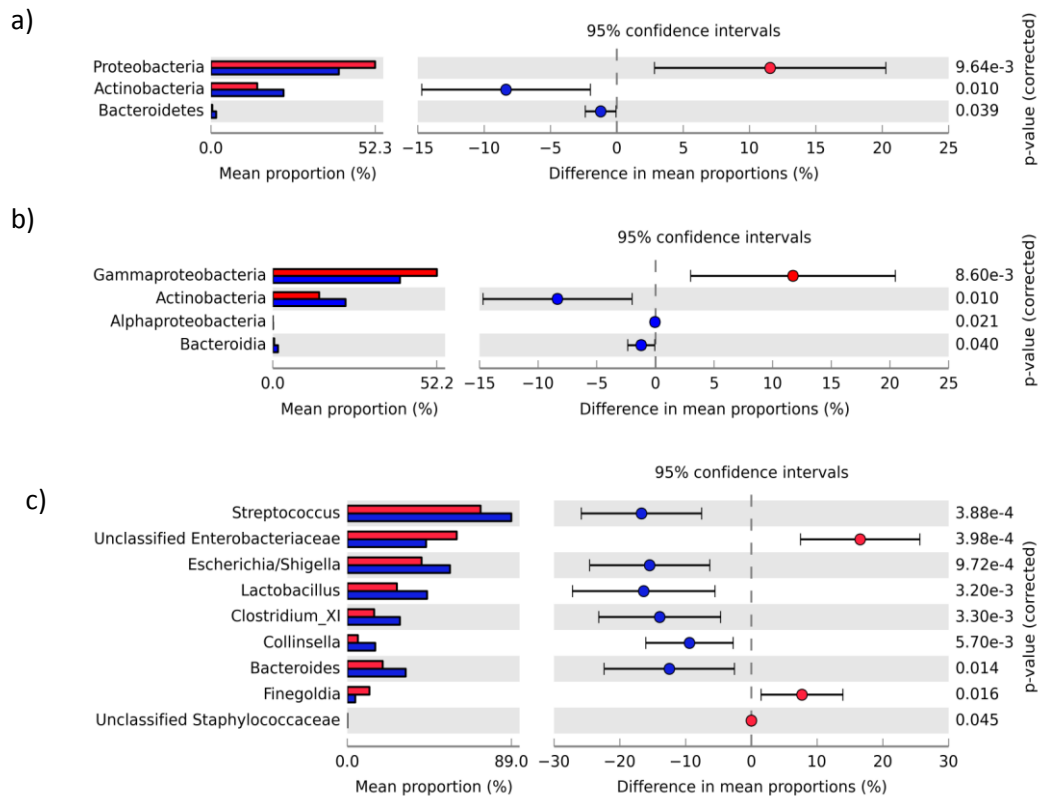 a)
95% confidence intervals
Proteobacteria
9.64e-3
Actinobacteria
0.010
Bacteroidetes
0.039
0.0
52.3
−15
−10
−5
0
5
10
15
20
25
Mean proportion (%)
Difference in mean proportions (%)
p-value (corrected)
b)
95% confidence intervals
Gammaproteobacteria
8.60e-3
Actinobacteria
0.010
Alphaproteobacteria
0.021
Bacteroidia
0.040
0.0
52.2
−15
−10
−5
0
5
10
15
20
25
Mean proportion (%)
Difference in mean proportions (%)
p-value (corrected)
c)
95% confidence intervals
Streptococcus
3.88e-4
Unclassified Enterobacteriaceae
3.98e-4
Escherichia/Shigella
9.72e-4
Lactobacillus
3.20e-3
Clostridium_XI
3.30e-3
Collinsella
5.70e-3
Bacteroides
0.014
Finegoldia
0.016
Unclassified Staphylococcaceae
0.045
0.0
89.0
−30
−20
−10
0
10
20
30
Mean proportion (%)
Difference in mean proportions (%)
p-value (corrected)